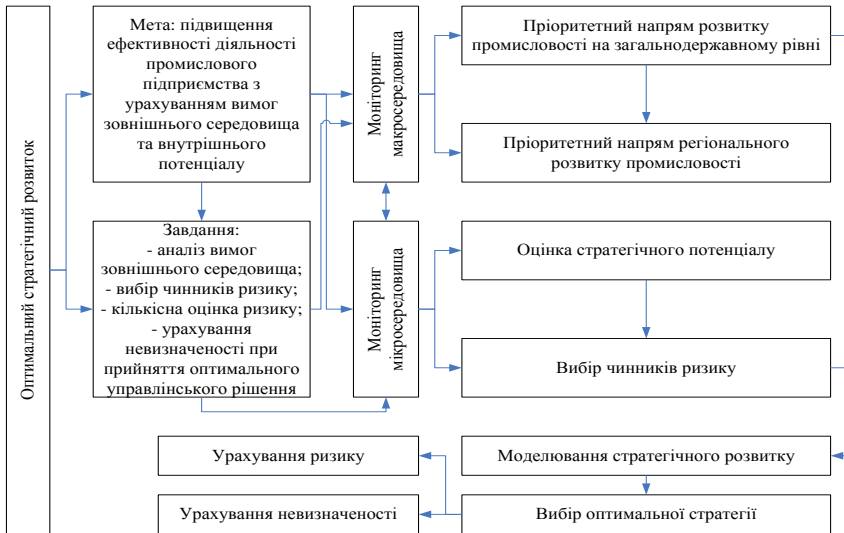 Оптимальний стратегічний розвиток
Мета: підвищення
ефективності діяльності
промислового
підприємства з
урахуванням вимог
зовнішнього середовища
та внутрішнього
потенціалу
Завдання:
- аналіз вимог
зовнішнього середовища;
- вибір чинників ризику;
- кількісна оцінка ризику;
- урахування
невизначеності при
прийняття оптимального
управлінського рішення
Моніторинг
макросередовища
Моніторинг
мікросередовища
Пріоритетний напрям розвитку
промисловості на загальнодержавному рівні
Пріоритетний напрям регіонального
розвитку промисловості
Оцінка стратегічного потенціалу
Вибір чинників ризику
Урахування ризику
Моделювання стратегічного розвитку
Урахування невизначеності
Вибір оптимальної стратегії